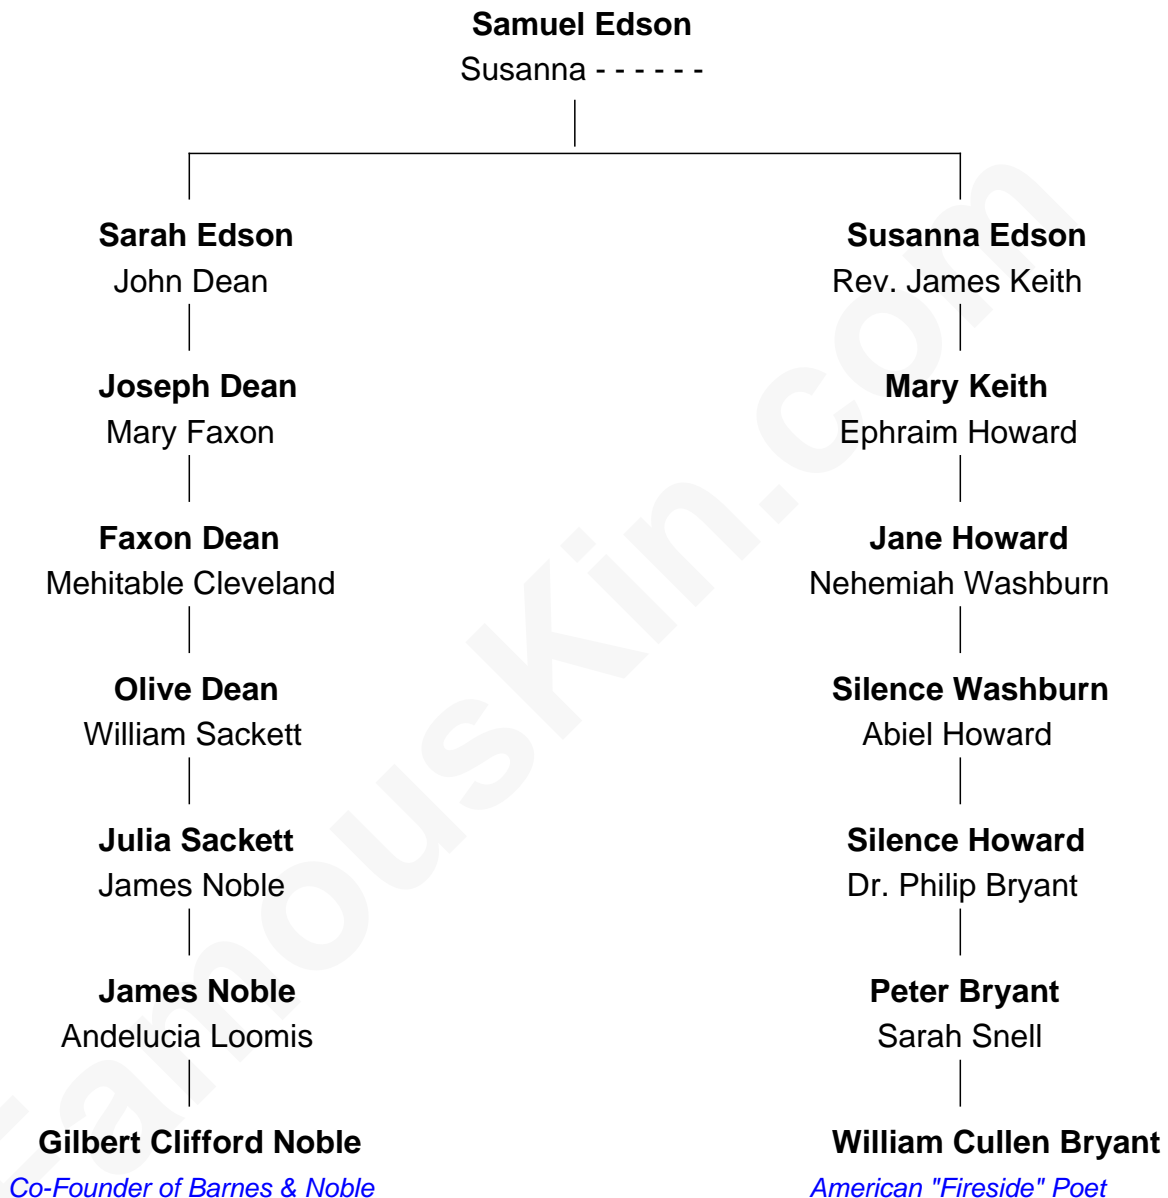 Samuel Edson
Susanna - - - - - -
Sarah Edson
John Dean
Susanna Edson
Rev. James Keith
Joseph Dean
Mary Faxon
Mary Keith
Ephraim Howard
Faxon Dean
Mehitable Cleveland
Jane Howard
Nehemiah Washburn
Olive Dean
William Sackett
Silence Washburn
Abiel Howard
Julia Sackett
James Noble
Silence Howard
Dr. Philip Bryant
James Noble
Andelucia Loomis
Peter Bryant
Sarah Snell
Gilbert Clifford Noble
Co-Founder of Barnes & Noble
William Cullen Bryant
American "Fireside" Poet
FamousKin.com